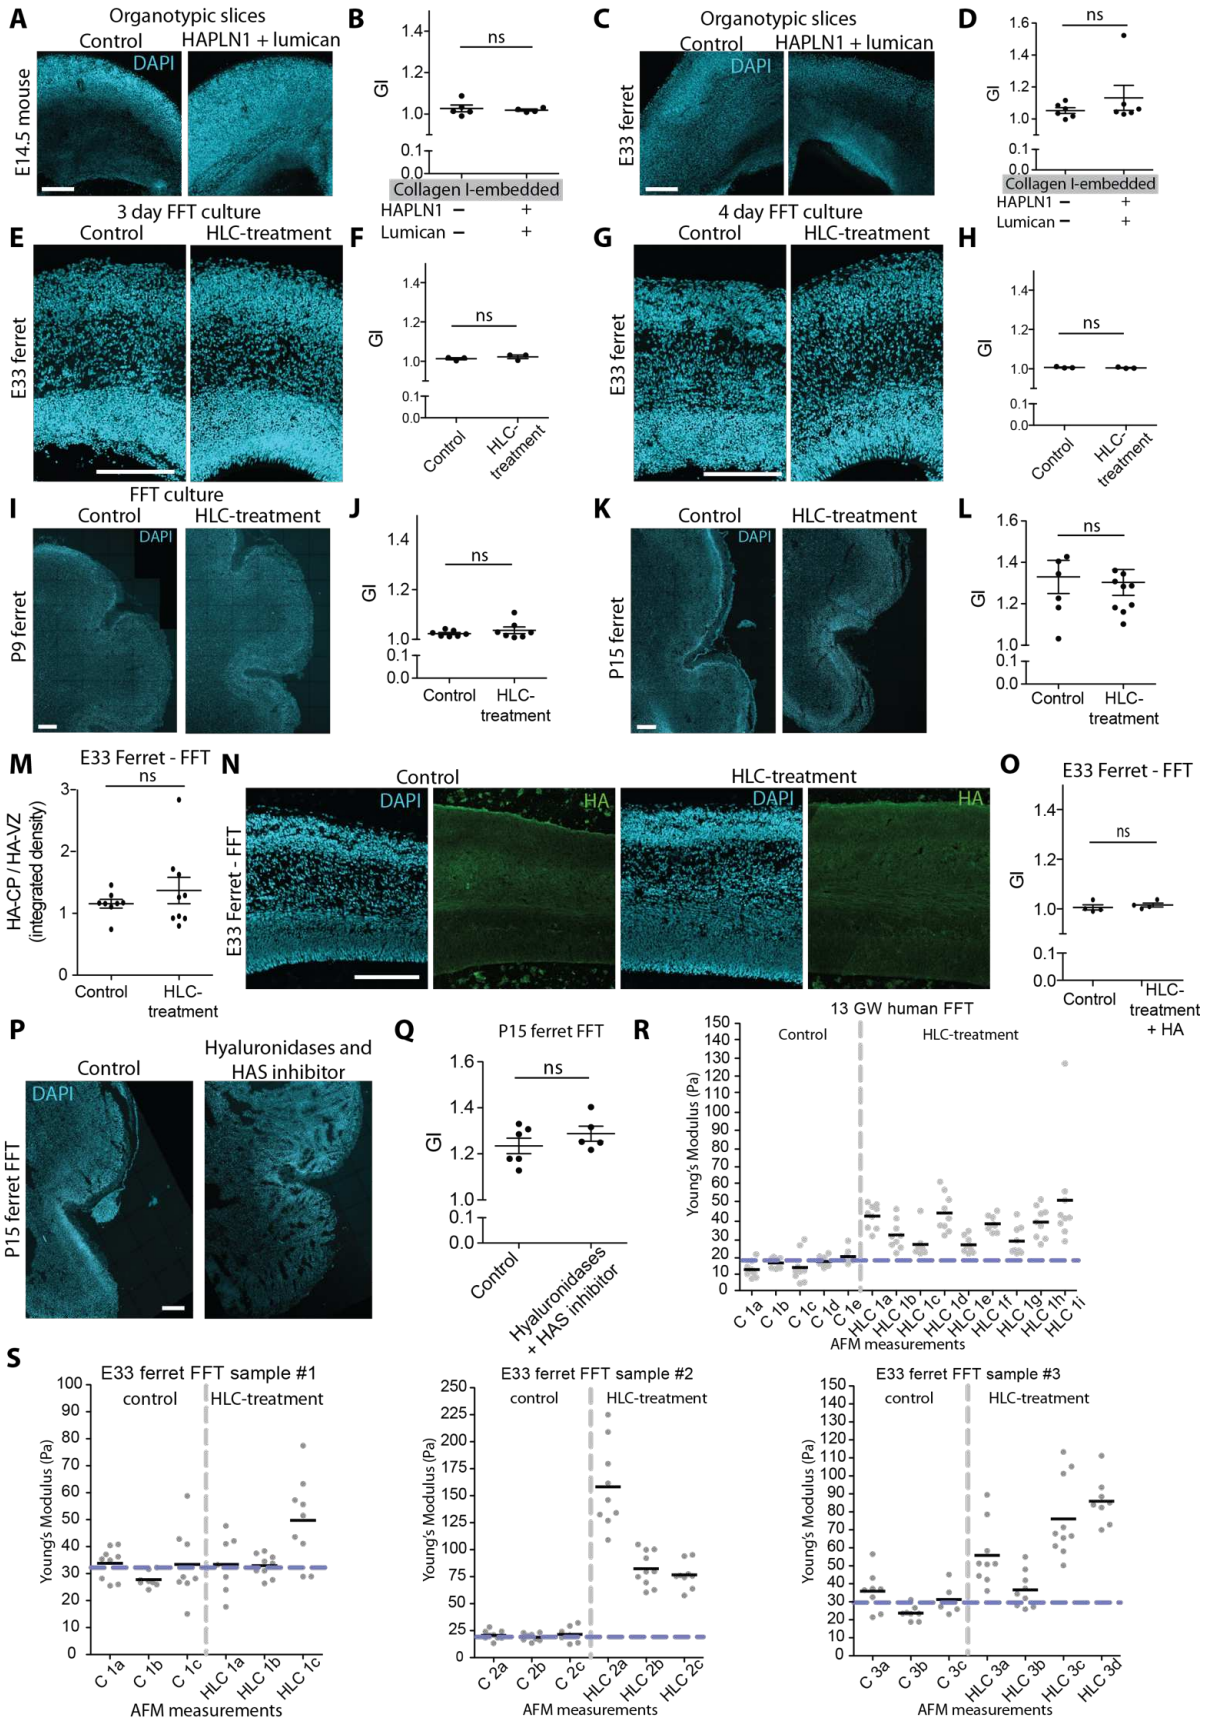 A
Organotypic slices
Control
HAPLN1 + lumican
DAPI
E14.5 mouse
B
ns
GI
1.4
1.2
1.0
0.1
0.0
Collagen I-embedded
HAPLN1 – +
Lumican – +
C
Organotypic slices
Control
HAPLN1 + lumican
DAPI
E33 ferret
D
ns
GI
1.6
1.4
1.2
1.0
0.1
0.0
Collagen I-embedded
HAPLN1 – +
Lumican – +
3 day FFT culture
E
Control
HLC-treatment
E33 ferret
F
ns
GI
1.4
1.2
1.0
0.1
0.0
Control
HLC-
treatment
4 day FFT culture
G
Control
HLC-treatment
E33 ferret
H
ns
GI
1.4
1.2
1.0
0.1
0.0
Control
HLC-
treatment
FFT culture
I
Control
HLC-treatment
DAPI
P9 ferret
J
ns
GI
1.4
1.2
1.0
0.1
0.0
Control
HLC-
treatment
K
Control
HLC-treatment
DAPI
P15 ferret
L
ns
GI
1.6
1.4
1.2
1.0
0.1
0.0
Control
HLC-
treatment
M
E33 Ferret - FFT
ns
HA-CP / HA-VZ
(integrated density)
3
2
1
0
Control
HLC-
treatment
N
Control
HLC-treatment
DAPI
HA
DAPI
HA
E33 Ferret - FFT
O
E33 Ferret - FFT
ns
GI
1.4
1.2
1.0
0.1
0.0
Control
HLC-
treatment
+ HA
P
Control
Hyaluronidases and
HAS inhibitor
DAPI
P15 ferret FFT
Q
P15 ferret FFT
ns
GI
1.6
1.4
1.2
1.0
0.1
0.0
Control
Hyaluronidases
+ HAS inhibitor
R
13 GW human FFT
Control
HLC-treatment
Young's Modulus (Pa)
150
140
130
120
110
100
90
80
70
60
50
40
30
20
10
0
C 1a
C 1b
C 1c
C 1d
C 1e
HLC 1a
HLC 1b
HLC 1c
HLC 1d
HLC 1e
HLC 1f
HLC 1g
HLC 1h
HLC 1i
AFM measurements
S
E33 ferret FFT sample #1
control
HLC-treatment
Young's Modulus (Pa)
100
90
80
70
60
50
40
30
20
10
0
C 1a
C 1b
C 1c
HLC 1a
HLC 1b
HLC 1c
AFM measurements
E33 ferret FFT sample #2
control
HLC-treatment
Young's Modulus (Pa)
250
225
200
175
150
125
100
75
50
25
0
C 2a
C 2b
C 2c
HLC 2a
HLC 2b
HLC 2c
AFM measurements
E33 ferret FFT sample #3
control
HLC-treatment
Young's Modulus (Pa)
150
140
130
120
110
100
90
80
70
60
50
40
30
20
10
0
C 3a
C 3b
C 3c
HLC 3a
HLC 3b
HLC 3c
HLC 3d
AFM measurements